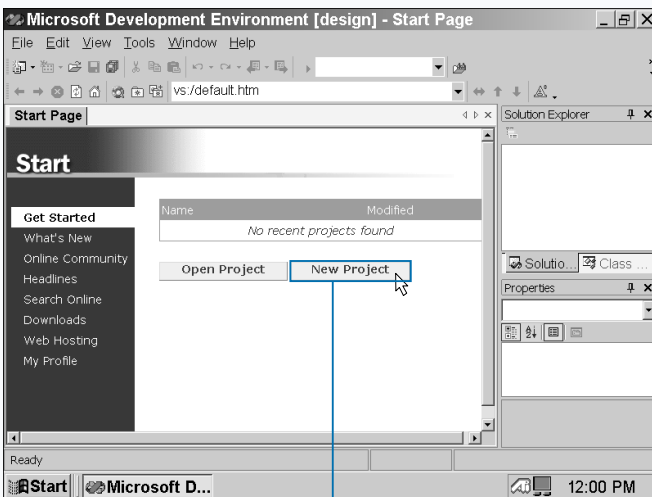 Microsoft Development Environment [design] - Start Page
File Edit View Tools Window Help
vs:/default.htm
Start Page
Solution Explorer
Start
Get Started
What's New
Online Community
Headlines
Search Online
Downloads
Web Hosting
My Profile
Name Modified
No recent projects found
Open Project New Project
Solutio... Class ...
Properties
Ready
Start Microsoft D... 12:00 PM